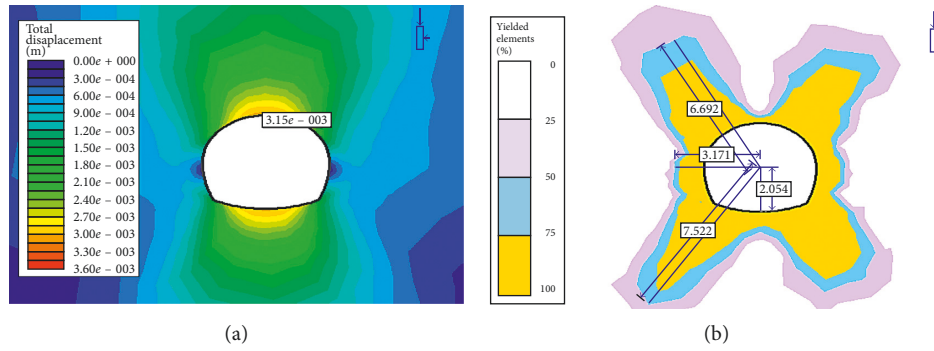 Total
disaplacement
(m)
0.00e + 000
3.00e – 004
6.00e – 004
9.00e – 004
1.20e – 003
1.50e – 003
1.80e – 003
2.10e – 003
2.40e – 003
2.70e – 003
3.00e – 003
3.30e – 003
3.60e – 003
3.15e – 003
(a)
Yielded
elements
(%)
0
25
50
75
100
6.692
3.171
2.054
7.522
(b)